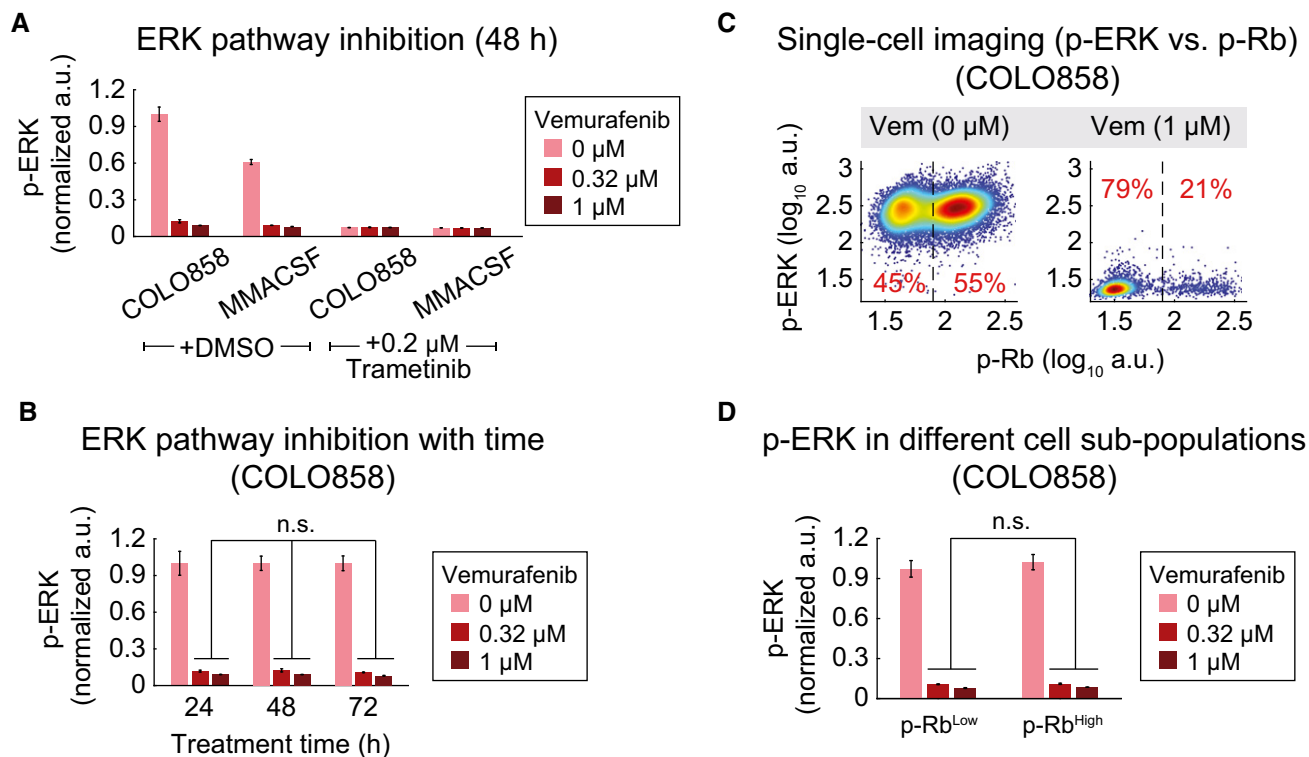 A
ERK pathway inhibition (48 h)
p-ERK
(normalized a.u.)
1.2
0.9
0.6
0.3
0
COLO858
MMACSF
COLO858
MMACSF
+DMSO
+0.2 µM
Trametinib
Vemurafenib
0 µM
0.32 µM
1 µM
C
Single-cell imaging (p-ERK vs. p-Rb)
(COLO858)
Vem (0 µM)
Vem (1 µM)
p-ERK (log10 a.u.)
3
2.5
2
1.5
45%
55%
1.5
2
2.5
3
2.5
2
1.5
79%
21%
1.5
2
2.5
p-Rb (log10 a.u.)
B
ERK pathway inhibition with time
(COLO858)
p-ERK
(normalized a.u.)
1.2
0.9
0.6
0.3
0
n.s.
24
48
72
Treatment time (h)
Vemurafenib
0 µM
0.32 µM
1 µM
D
p-ERK in different cell sub-populations
(COLO858)
p-ERK
(normalized a.u.)
1.2
0.9
0.6
0.3
0
n.s.
p-RbLow
p-RbHigh
Vemurafenib
0 µM
0.32 µM
1 µM